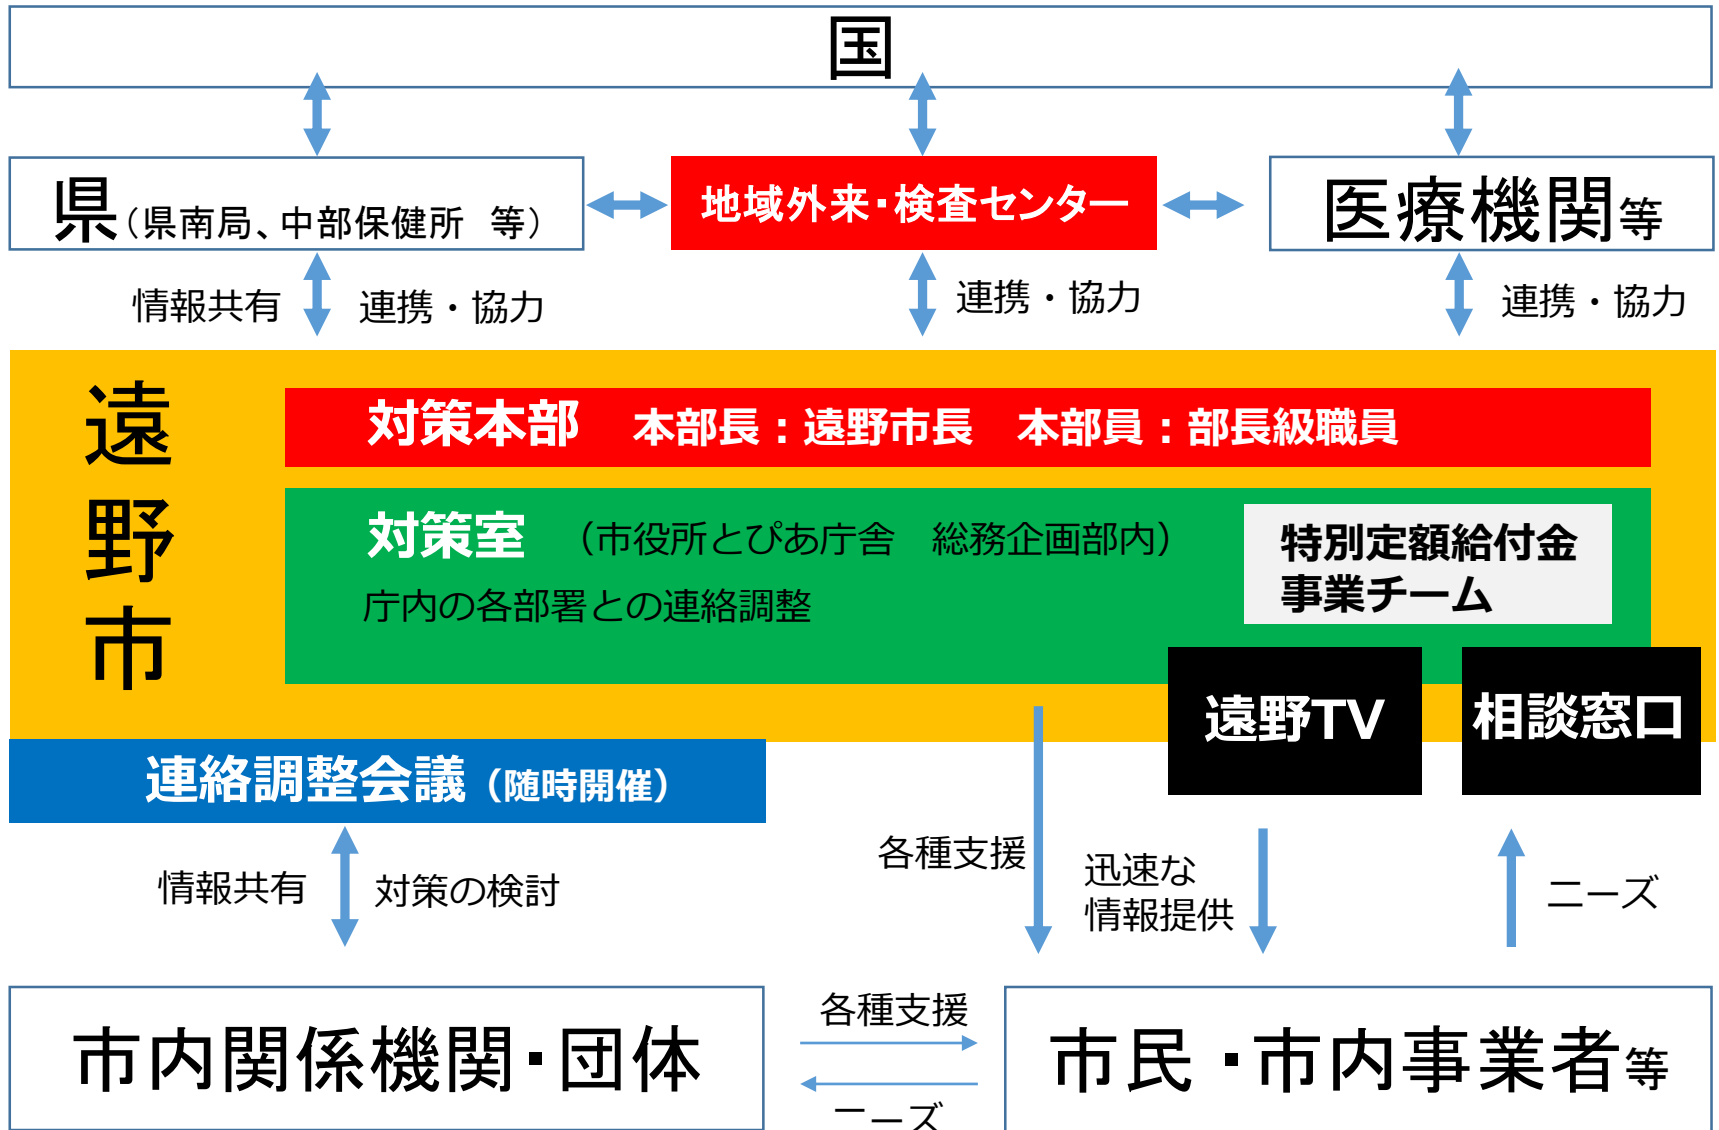 国
県（県南局、中部保健所　等）
地域外来・検査センター
医療機関等
情報共有
連携・協力
連携・協力
連携・協力
遠野市
対策本部　本部長：遠野市長　本部員：部長級職員
対策室　（市役所とぴあ庁舎　総務企画部内）
庁内の各部署との連絡調整
特別定額給付金
事業チーム
遠野TV
相談窓口
連絡調整会議（随時開催）
情報共有
対策の検討
各種支援
迅速な
情報提供
ニーズ
市内関係機関・団体
各種支援
ニーズ
市民・市内事業者等